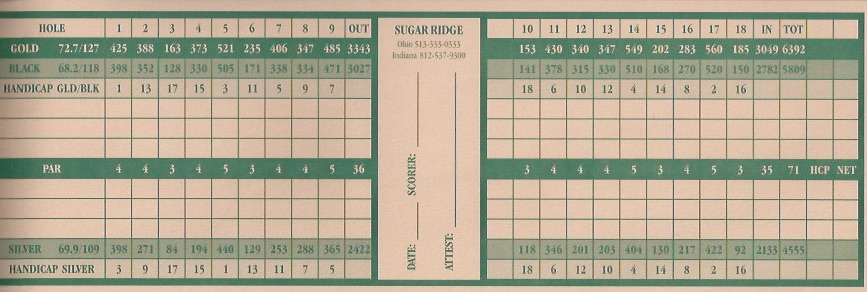 HOLE 1 2 3 4 5 6 7 8 9 OUT
GOLD 72.7/127 425 388 163 373 521 235 406 347 485 3343
BLACK 68.2/118 398 352 128 330 505 171 338 334 471 3027
HANDICAP GLD/BLK 1 13 17 15 3 11 5 9 7
PAR 4 4 3 4 5 3 4 4 5 36
SILVER 69.9/109 398 271 84 194 440 129 253 288 365 2422
HANDICAP SILVER 3 9 17 15 1 13 11 7 5
SUGAR RIDGE
Ohio 513-333-0333
Indiana 812-537-9300
DATE: SCORER:
ATTEST:
10 11 12 13 14 15 16 17 18 IN TOT
153 430 340 347 549 202 283 560 185 3049 6392
141 378 315 330 510 168 270 520 150 2782 5809
18 6 10 12 4 14 8 2 16
3 4 4 4 5 3 4 5 3 35 71 HCP NET
118 346 201 203 404 130 217 422 92 2133 4555
18 6 12 10 4 14 8 2 16